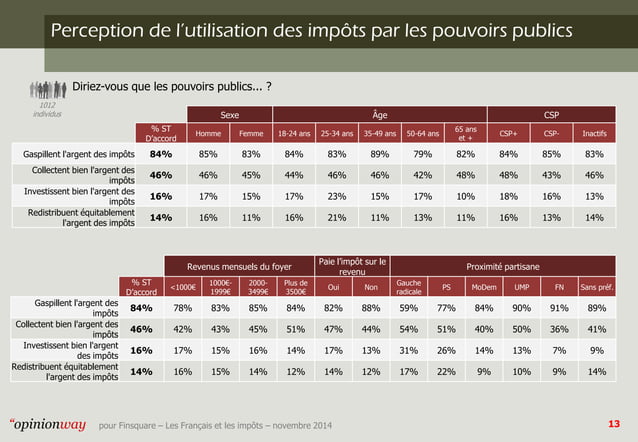 Perception de l'utilisation des impôts par les pouvoirs publics
1012
individus
Diriez-vous que les pouvoirs publics... ?
Sexe Âge CSP
% ST
D'accord
Homme Femme 18-24 ans 25-34 ans 35-49 ans 50-64 ans 65 ans
et + CSP+ CSP- Inactifs
Gaspillent l'argent des impôts 84% 85% 83% 84% 83% 89% 79% 82% 84% 85% 83%
Collectent bien l'argent des
impôts 46% 46% 45% 44% 46% 46% 42% 48% 48% 43% 46%
Investissent bien l'argent des
impôts 16% 17% 15% 17% 23% 15% 17% 10% 18% 16% 13%
Redistribuent équitablement
l'argent des impôts 14% 16% 11% 16% 21% 11% 13% 11% 16% 13% 14%
Revenus mensuels du foyer Paie l'impôt sur le
revenu Proximité partisane
% ST
D'accord
<1000€ 1000€-
1999€ 2000-
3499€ Plus de
3500€ Oui Non Gauche
radicale PS MoDem UMP FN Sans préf.
Gaspillent l'argent des
impôts 84% 78% 83% 85% 84% 82% 88% 59% 77% 84% 90% 91% 89%
Collectent bien l'argent des
impôts 46% 42% 43% 45% 51% 47% 44% 54% 51% 40% 50% 36% 41%
Investissent bien l'argent
des impôts 16% 17% 15% 16% 14% 17% 13% 31% 26% 14% 13% 7% 9%
Redistribuent équitablement
l'argent des impôts 14% 16% 15% 14% 12% 14% 12% 17% 22% 9% 10% 9% 14%
“opinionway pour Finsquare – Les Français et les impôts – novembre 2014 13